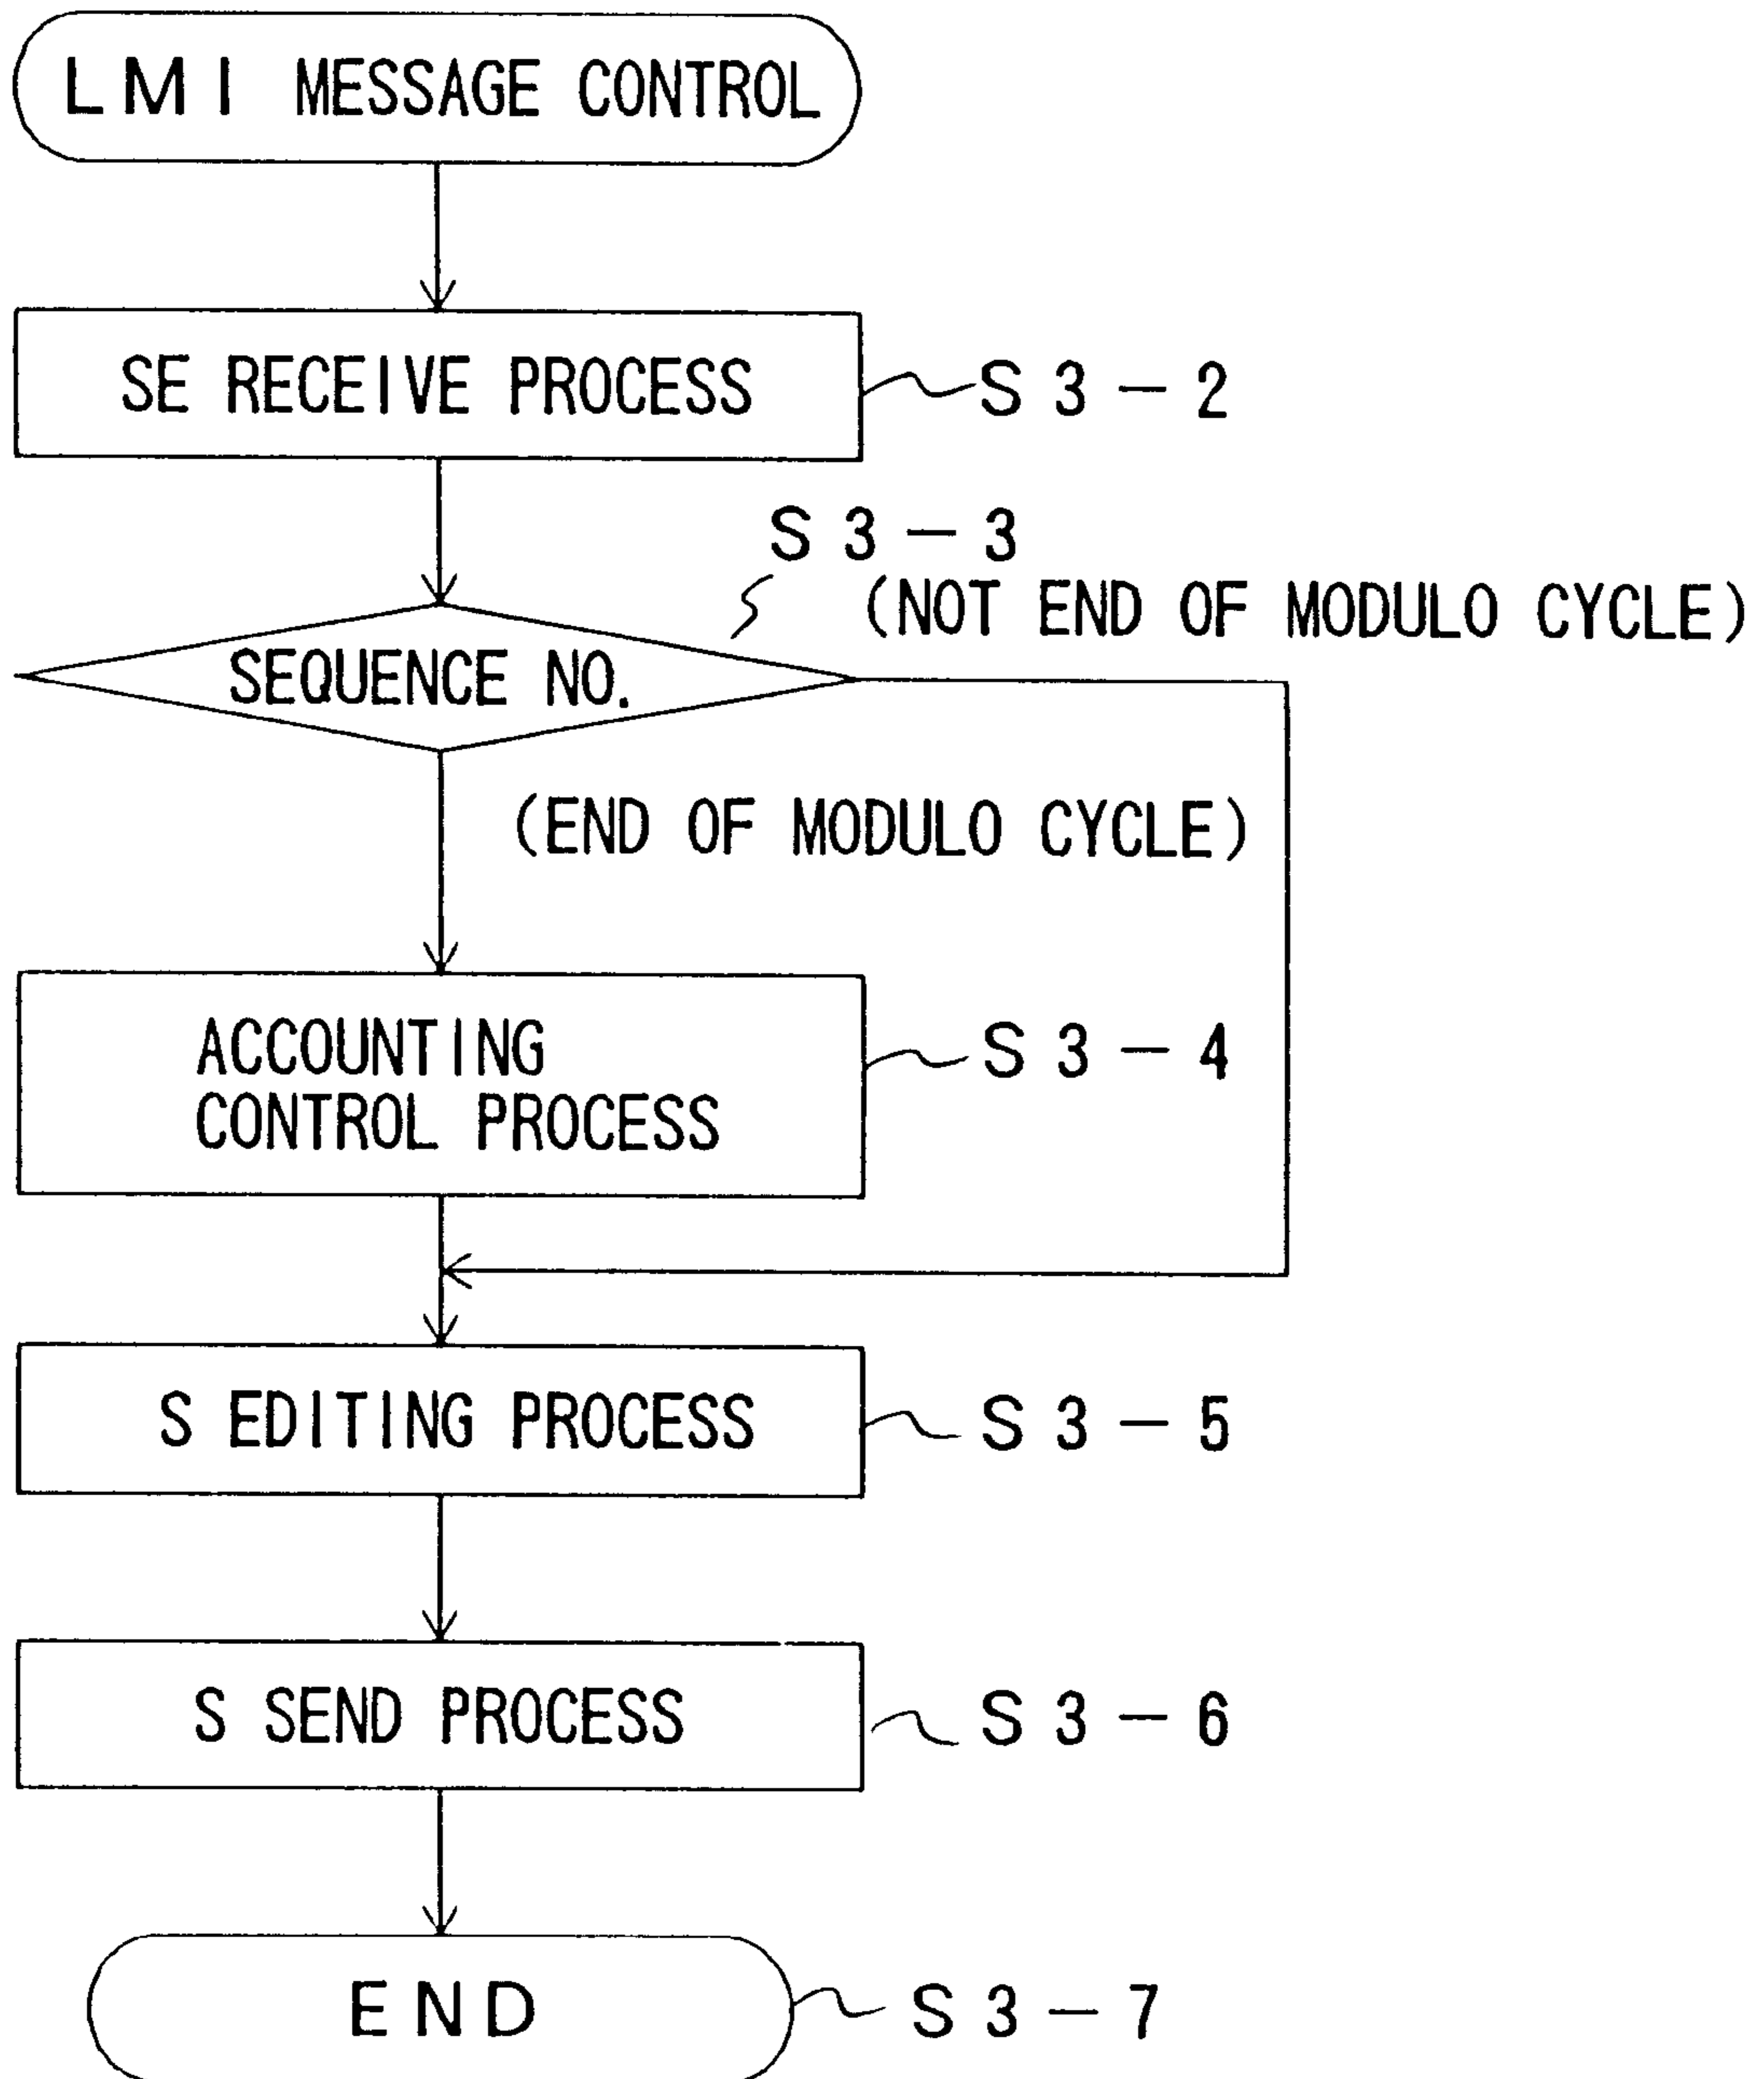 LMI MESSAGE CONTROL
SE RECEIVE PROCESS
S3-2
S3-3
(NOT END OF MODULO CYCLE)
SEQUENCE NO.
(END OF MODULO CYCLE)
ACCOUNTING
CONTROL PROCESS
S3-4
S EDITING PROCESS
S3-5
S SEND PROCESS
S3-6
END
S3-7